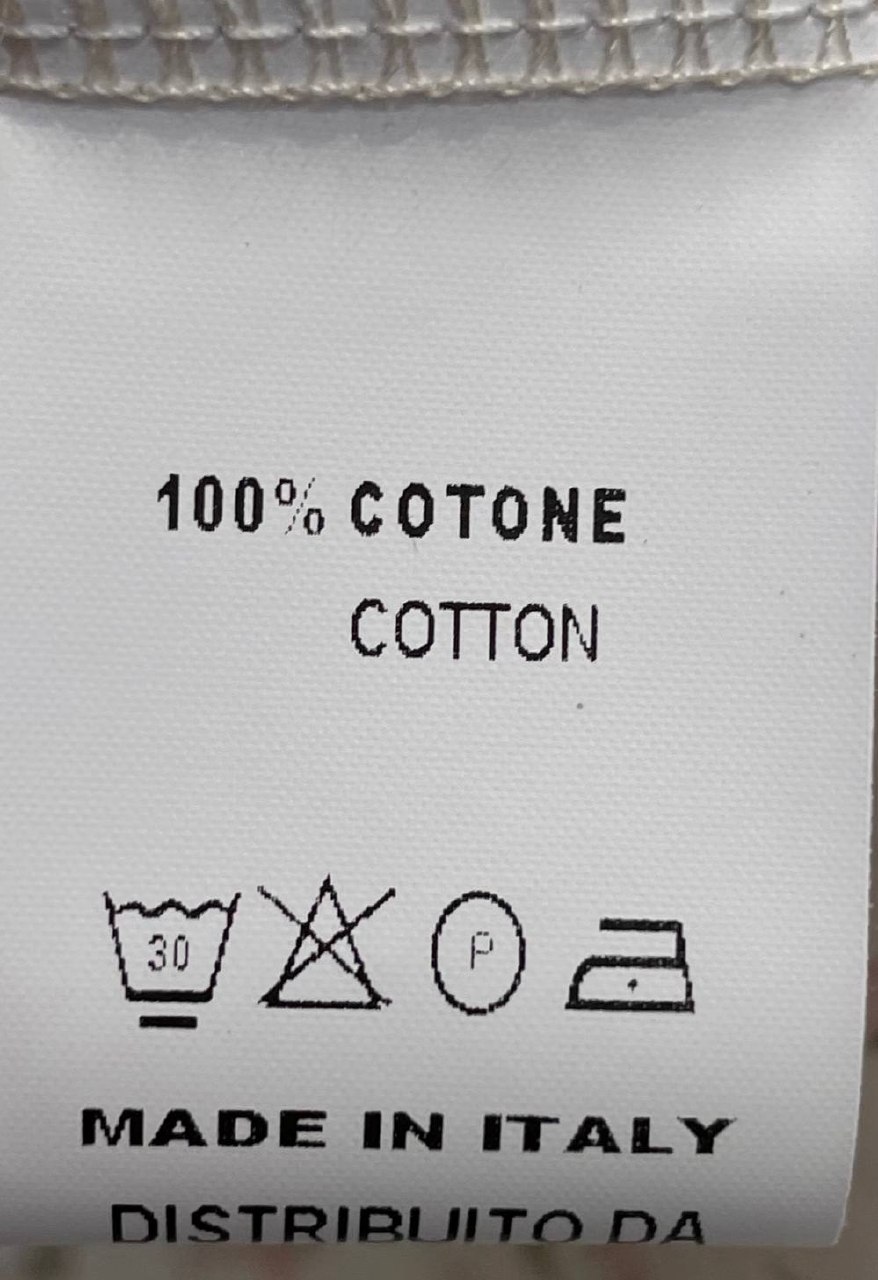 100% COTONE
COTTON
30 P
MADE IN ITALY
DISTRIBUITO DA